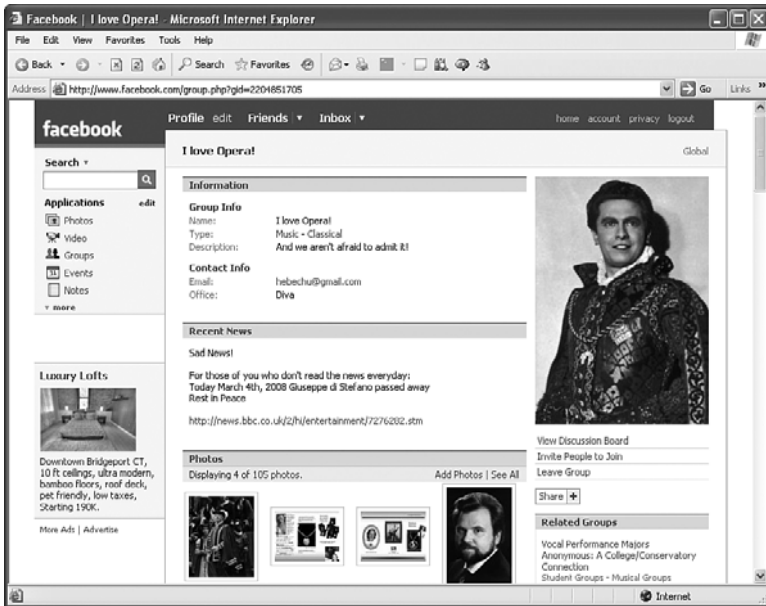 Facebook | I love Opera! - Microsoft Internet Explorer
File Edit View Favorites Tools Help
Back Search Favorites
Address http://www.facebook.com/group.php?gid=2204651705 Go Links »
facebook
Profile edit Friends Inbox home account privacy logout
I love Opera! Global
Search
Applications edit
Photos
Video
Groups
Events
Notes
more
Luxury Lofts
Downtown Bridgeport CT,
10 ft ceilings, ultra modern,
bamboo floors, roof deck,
pet friendly, low taxes,
Starting 190K.
More Ads | Advertise
Information
Group Info
Name: I love Opera!
Type: Music - Classical
Description: And we aren't afraid to admit it!
Contact Info
Email: hebechu@gmail.com
Office: Diva
Recent News
Sad News!
For those of you who don't read the news everyday:
Today March 4th, 2008 Giuseppe di Stefano passed away
Rest in Peace
http://news.bbc.co.uk/2/hi/entertainment/7276282.stm
Photos
Displaying 4 of 105 photos. Add Photos | See All
View Discussion Board
Invite People to Join
Leave Group
Share +
Related Groups
Vocal Performance Majors
Anonymous: A College/Conservatory
Connection
Student Groups - Musical Groups
Internet